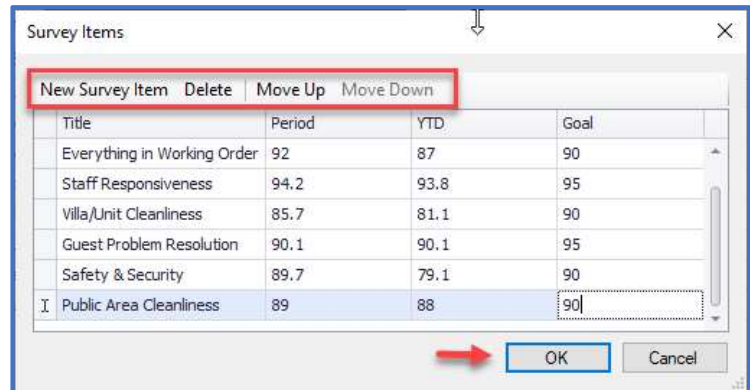 Survey Items
New Survey Item Delete Move Up Move Down
Title Period YTD Goal
Everything in Working Order 92 87 90
Staff Responsiveness 94.2 93.8 95
Villa/Unit Cleanliness 85.7 81.1 90
Guest Problem Resolution 90.1 90.1 95
Safety & Security 89.7 79.1 90
Public Area Cleanliness 89 88 90
OK Cancel